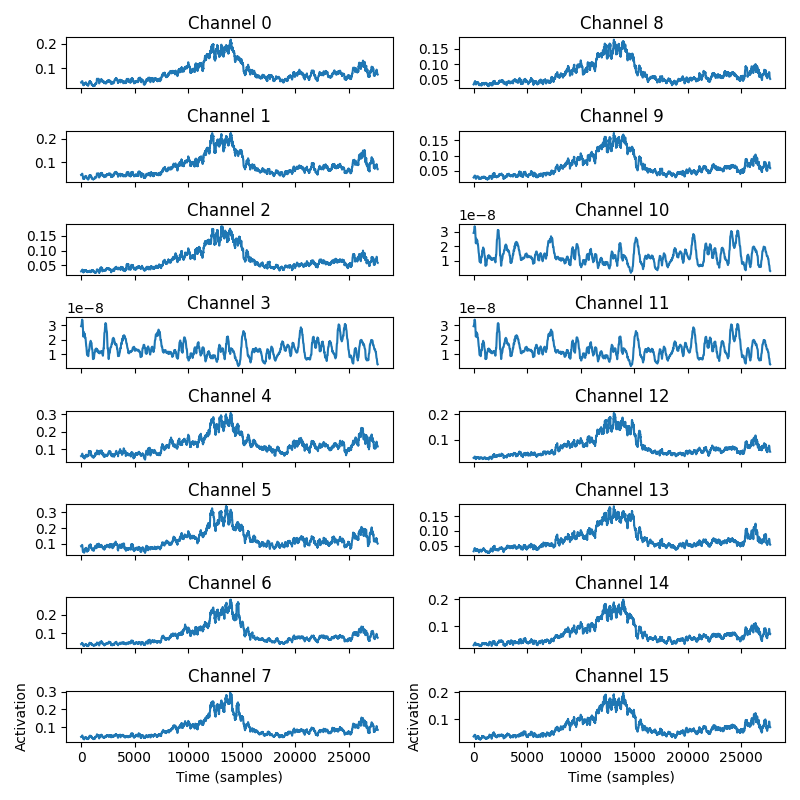 Channel 0
0.2
0.1
Channel 1
0.2
0.1
Channel 2
0.15
0.10
0.05
Channel 3
1e−8
3
2
1
Channel 4
0.3
0.2
0.1
Channel 5
0.3
0.2
0.1
Channel 6
0.2
0.1
Channel 7
0.3
0.2
0.1
Activation
0 5000 10000 15000 20000 25000
Time (samples)
Channel 8
0.15
0.10
0.05
Channel 9
0.15
0.10
0.05
Channel 10
1e−8
3
2
1
Channel 11
1e−8
3
2
1
Channel 12
0.2
0.1
Channel 13
0.15
0.10
0.05
Channel 14
0.2
0.1
Channel 15
0.2
0.1
Activation
0 5000 10000 15000 20000 25000
Time (samples)